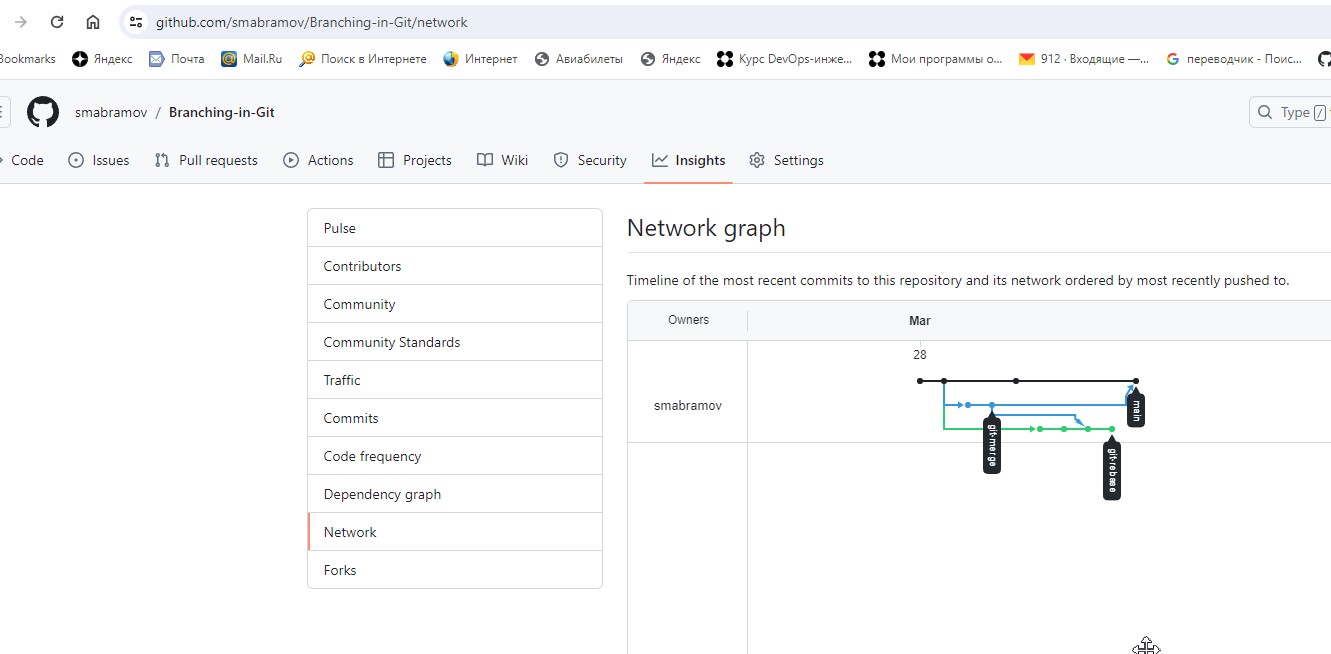 github.com/smabramov/Branching-in-Git/network
Bookmarks Яндекс Почта Mail.Ru Поиск в Интернете Интернет Авиабилеты Яндекс Курс DevOps-инже... Мои программы о... 912 · Входящие —... переводчик - Поис...
smabramov / Branching-in-Git Type /
Code Issues Pull requests Actions Projects Wiki Security Insights Settings
Pulse
Contributors
Community
Community Standards
Traffic
Commits
Code frequency
Dependency graph
Network
Forks
Network graph
Timeline of the most recent commits to this repository and its network ordered by most recently pushed to.
Owners Mar
28
smabramov
main
git-merge
git-rebase